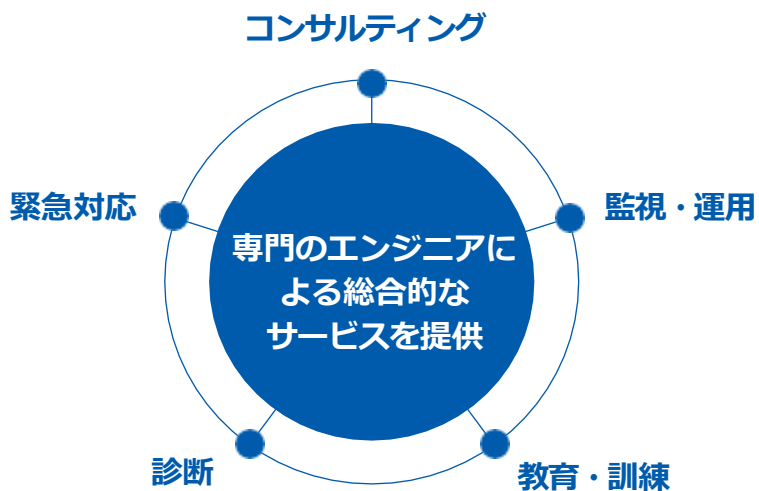 コンサルティング
緊急対応
監視・運用
専門のエンジニアに
よる総合的な
サービスを提供
診断
教育・訓練